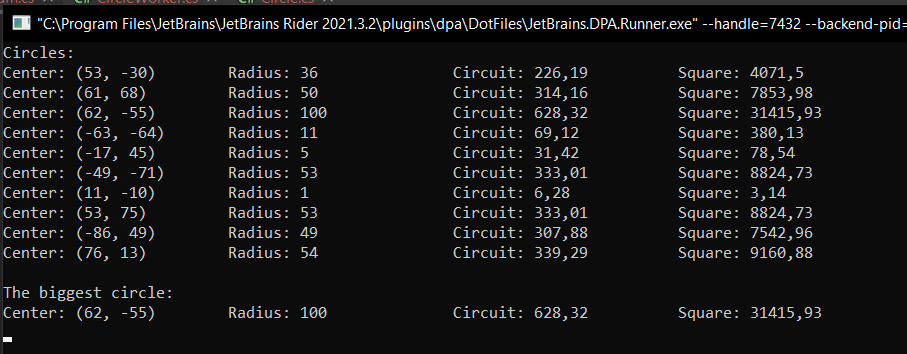 CircleWorker.cs Circle.cs
"C:\Program Files\JetBrains\JetBrains Rider 2021.3.2\plugins\dpa\DotFiles\JetBrains.DPA.Runner.exe" --handle=7432 --backend-pid=
Circles:
Center: (53, -30) Radius: 36 Circuit: 226,19 Square: 4071,5
Center: (61, 68) Radius: 50 Circuit: 314,16 Square: 7853,98
Center: (62, -55) Radius: 100 Circuit: 628,32 Square: 31415,93
Center: (-63, -64) Radius: 11 Circuit: 69,12 Square: 380,13
Center: (-17, 45) Radius: 5 Circuit: 31,42 Square: 78,54
Center: (-49, -71) Radius: 53 Circuit: 333,01 Square: 8824,73
Center: (11, -10) Radius: 1 Circuit: 6,28 Square: 3,14
Center: (53, 75) Radius: 53 Circuit: 333,01 Square: 8824,73
Center: (-86, 49) Radius: 49 Circuit: 307,88 Square: 7542,96
Center: (76, 13) Radius: 54 Circuit: 339,29 Square: 9160,88
The biggest circle:
Center: (62, -55) Radius: 100 Circuit: 628,32 Square: 31415,93